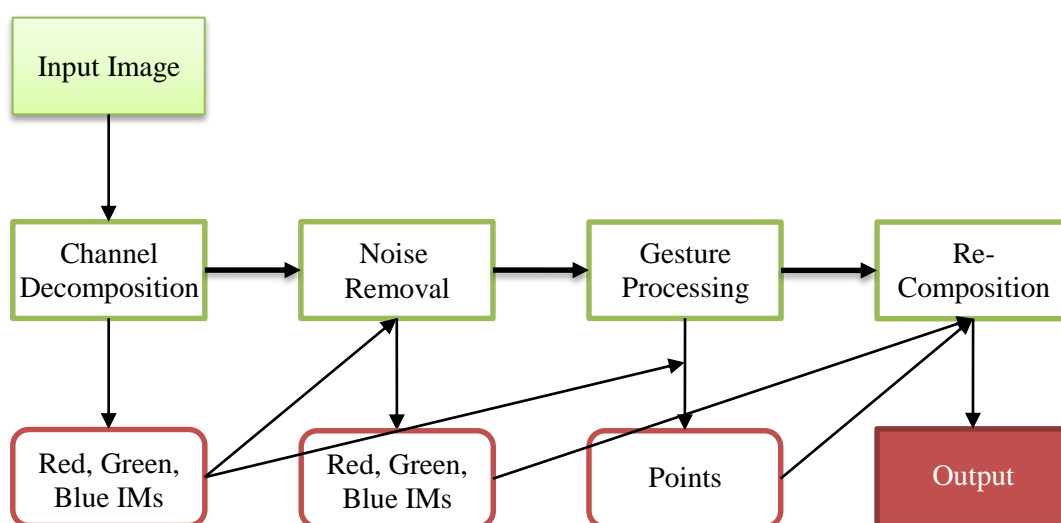 Input Image
Channel
Decomposition
Noise
Removal
Gesture
Processing
Re-
Composition
Red, Green,
Blue IMs
Red, Green,
Blue IMs
Points
Output